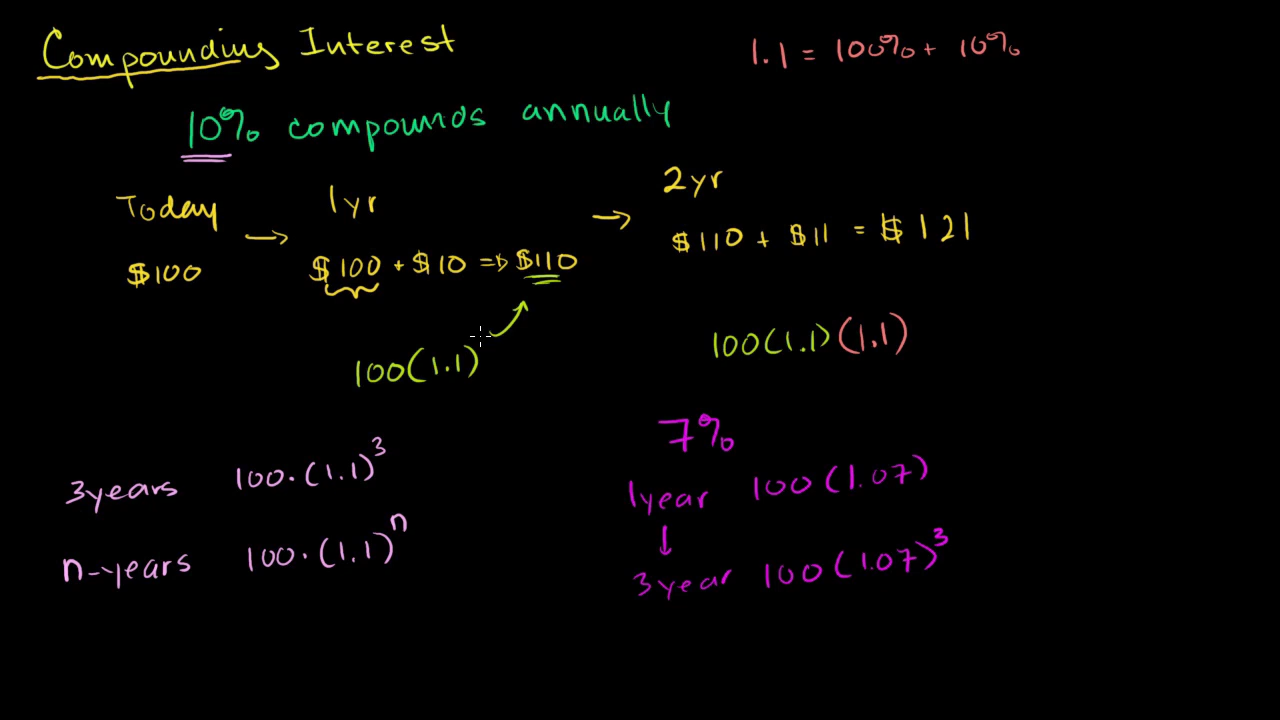 Compounding Interest
1.1 = 100% + 10%
10% compounds annually
Today
$100
→
1yr
$100 + $10 => $110
100(1.1)
→
2yr
$110 + $11 = $121
100(1.1)(1.1)
3years 100·(1.1)³
n-years 100·(1.1)ⁿ
7%
1year 100(1.07)
↓
3year 100(1.07)³